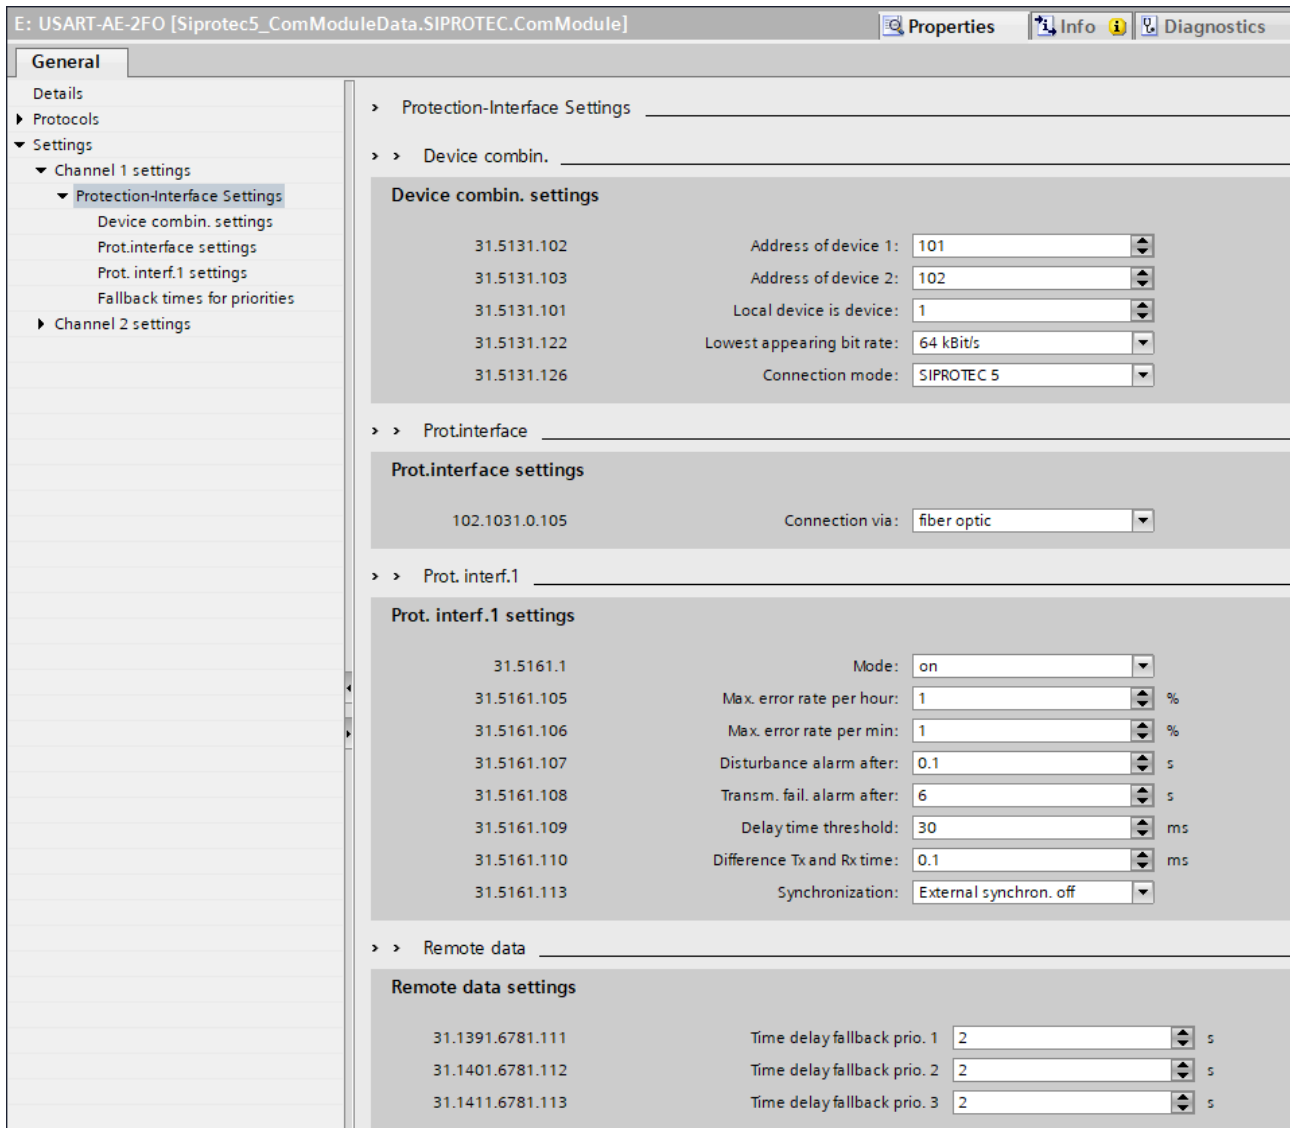 E: USART-AE-2FO [Siprotec5_ComModuleData.SIPROTEC.ComModule]
Properties
Info
Diagnostics
General
Details
Protocols
Settings
Channel 1 settings
Protection-Interface Settings
Device combin. settings
Prot.interface settings
Prot. interf.1 settings
Fallback times for priorities
Channel 2 settings
Protection-Interface Settings
Device combin.
Device combin. settings
31.5131.102 Address of device 1: 101
31.5131.103 Address of device 2: 102
31.5131.101 Local device is device: 1
31.5131.122 Lowest appearing bit rate: 64 kBit/s
31.5131.126 Connection mode: SIPROTEC 5
Prot.interface
Prot.interface settings
102.1031.0.105 Connection via: fiber optic
Prot. interf.1
Prot. interf.1 settings
31.5161.1 Mode: on
31.5161.105 Max. error rate per hour: 1 %
31.5161.106 Max. error rate per min: 1 %
31.5161.107 Disturbance alarm after: 0.1 s
31.5161.108 Transm. fail. alarm after: 6 s
31.5161.109 Delay time threshold: 30 ms
31.5161.110 Difference Tx and Rx time: 0.1 ms
31.5161.113 Synchronization: External synchron. off
Remote data
Remote data settings
31.1391.6781.111 Time delay fallback prio. 1 2 s
31.1401.6781.112 Time delay fallback prio. 2 2 s
31.1411.6781.113 Time delay fallback prio. 3 2 s